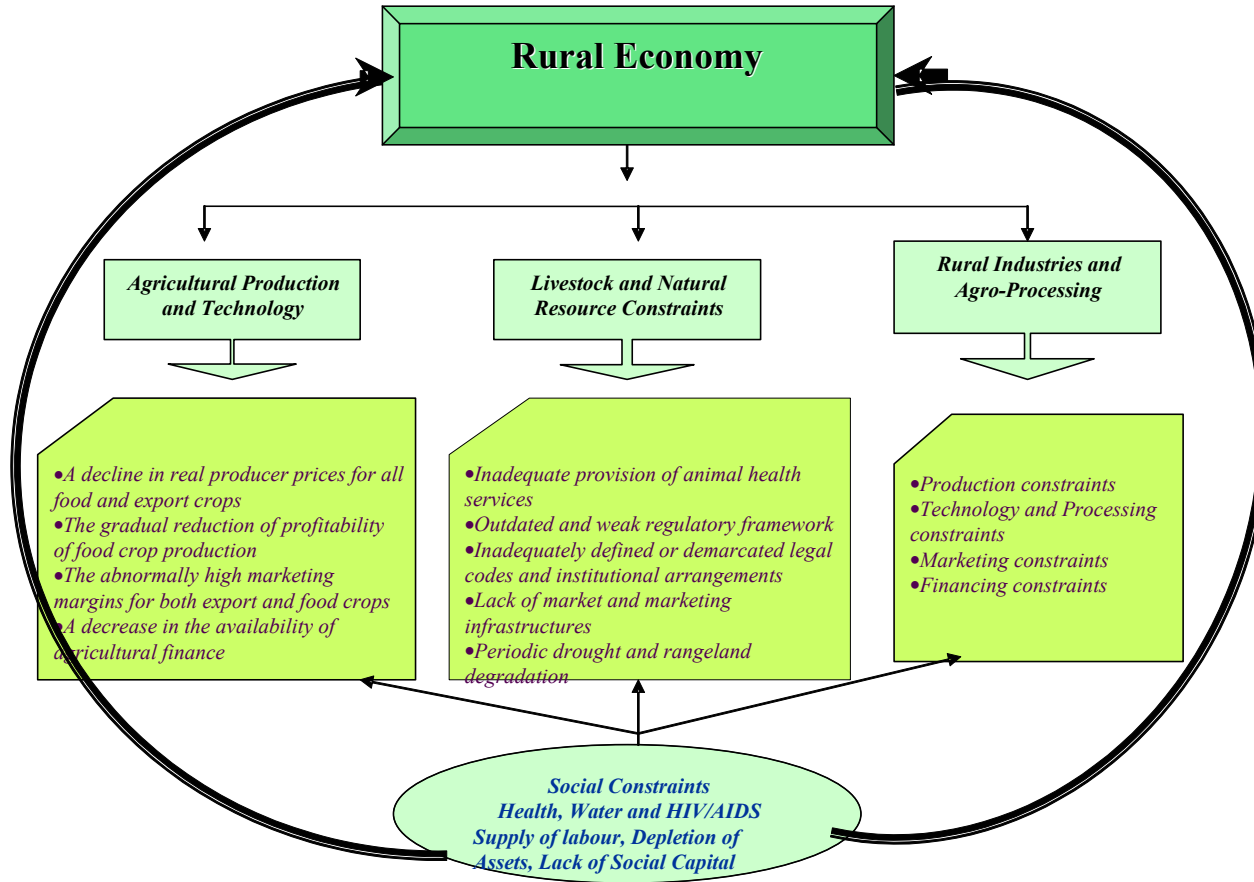 Rural Economy
Agricultural Production
and Technology
Livestock and Natural
Resource Constraints
Rural Industries and
Agro-Processing
•A decline in real producer prices for all
food and export crops
•The gradual reduction of profitability
of food crop production
•The abnormally high marketing
margins for both export and food crops
•A decrease in the availability of
agricultural finance
•Inadequate provision of animal health
services
•Outdated and weak regulatory framework
•Inadequately defined or demarcated legal
codes and institutional arrangements
•Lack of market and marketing
infrastructures
•Periodic drought and rangeland
degradation
•Production constraints
•Technology and Processing
constraints
•Marketing constraints
•Financing constraints
Social Constraints
Health, Water and HIV/AIDS
Supply of labour, Depletion of
Assets, Lack of Social Capital